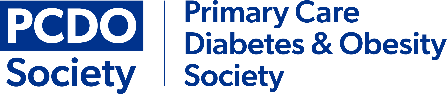 PCDO
Society
Primary Care
Diabetes & Obesity
Society